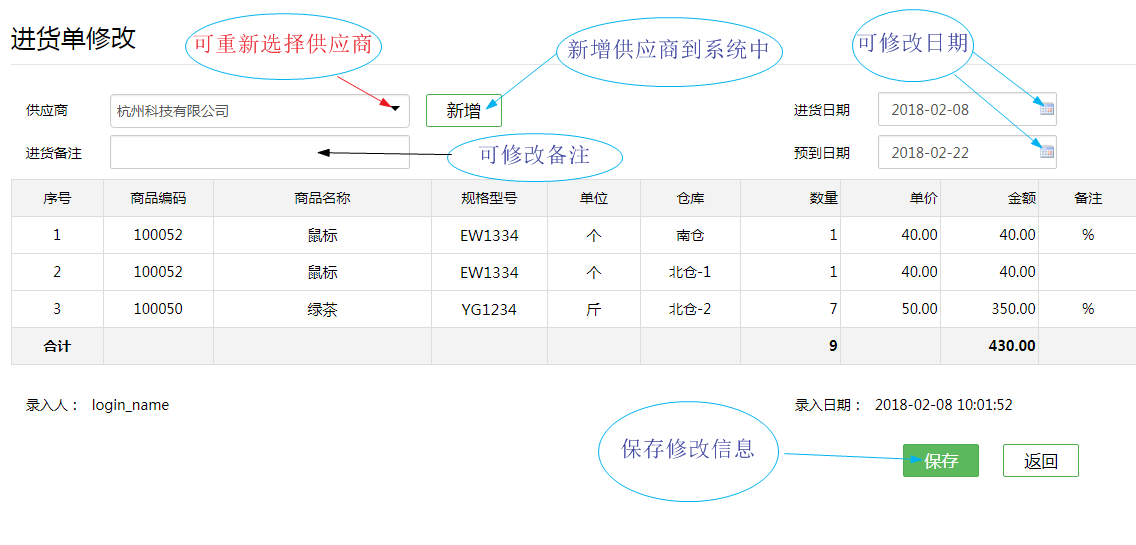 进货单修改
可重新选择供应商
新增供应商到系统中
可修改日期
供应商 杭州科技有限公司 新增 进货日期 2018-02-08
进货备注 可修改备注 预到日期 2018-02-22
序号 商品编码 商品名称 规格型号 单位 仓库 数量 单价 金额 备注
1 100052 鼠标 EW1334 个 南仓 1 40.00 40.00 %
2 100052 鼠标 EW1334 个 北仓-1 1 40.00 40.00
3 100050 绿茶 YG1234 斤 北仓-2 7 50.00 350.00 %
合计 9 430.00
录入人： login_name 录入日期： 2018-02-08 10:01:52
保存修改信息
保存 返回